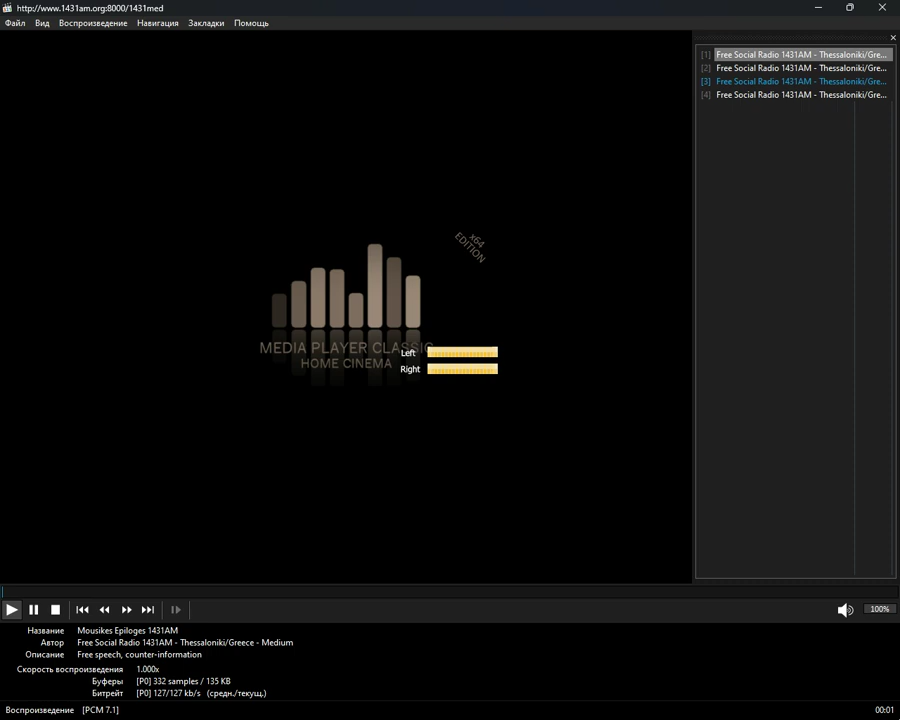 http://www.1431am.org:8000/1431med
Файл Вид Воспроизведение Навигация Закладки Помощь
[1] Free Social Radio 1431AM - Thessaloniki/Gre...
[2] Free Social Radio 1431AM - Thessaloniki/Gre...
[3] Free Social Radio 1431AM - Thessaloniki/Gre...
[4] Free Social Radio 1431AM - Thessaloniki/Gre...
x64
EDITION
MEDIA PLAYER CLASSIC
HOME CINEMA
Left
Right
100%
Название Mousikes Epiloges 1431AM
Автор Free Social Radio 1431AM - Thessaloniki/Greece - Medium
Описание Free speech, counter-information
Скорость воспроизведения 1.000x
Буферы [P0] 332 samples / 135 KB
Битрейт [P0] 127/127 kb/s (средн./текущ.)
Воспроизведение [PCM 7.1] 00:01